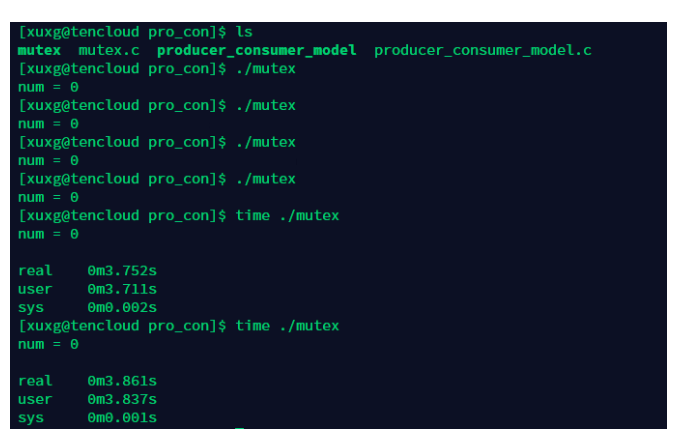 [xuxg@tencloud pro_con]$ ls
mutex  mutex.c  producer_consumer_model  producer_consumer_model.c
[xuxg@tencloud pro_con]$ ./mutex
num = 0
[xuxg@tencloud pro_con]$ ./mutex
num = 0
[xuxg@tencloud pro_con]$ ./mutex
num = 0
[xuxg@tencloud pro_con]$ ./mutex
num = 0
[xuxg@tencloud pro_con]$ time ./mutex
num = 0
real    0m3.752s
user    0m3.711s
sys     0m0.002s
[xuxg@tencloud pro_con]$ time ./mutex
num = 0
real    0m3.861s
user    0m3.837s
sys     0m0.001s